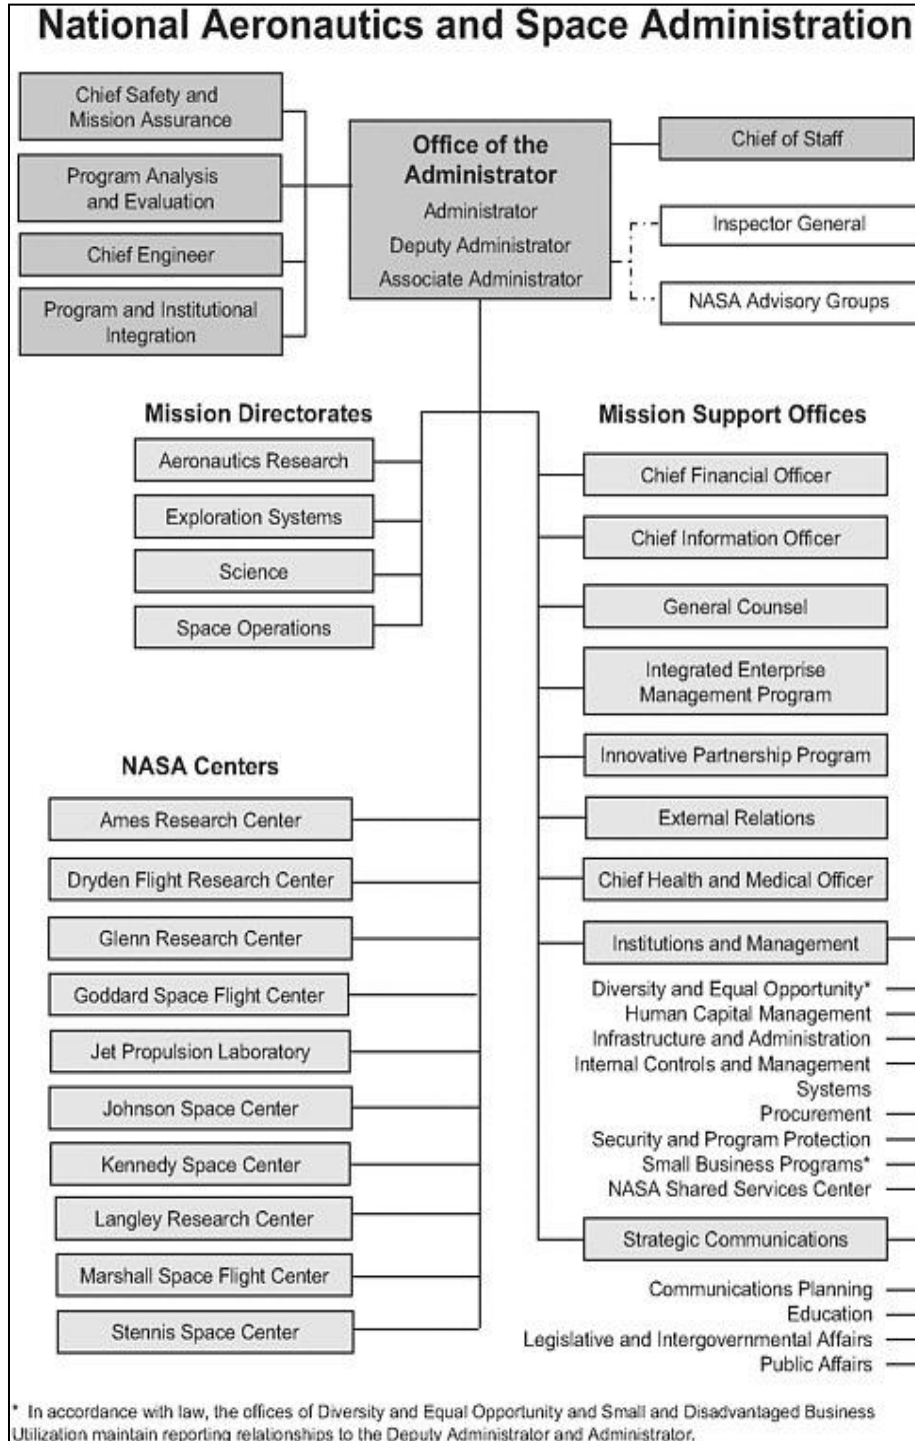 National Aeronautics and Space Administration
Chief Safety and
Mission Assurance
Program Analysis
and Evaluation
Chief Engineer
Program and Institutional
Integration
Office of the
Administrator
Administrator
Deputy Administrator
Associate Administrator
Chief of Staff
Inspector General
NASA Advisory Groups
Mission Directorates
Aeronautics Research
Exploration Systems
Science
Space Operations
NASA Centers
Ames Research Center
Dryden Flight Research Center
Glenn Research Center
Goddard Space Flight Center
Jet Propulsion Laboratory
Johnson Space Center
Kennedy Space Center
Langley Research Center
Marshall Space Flight Center
Stennis Space Center
Mission Support Offices
Chief Financial Officer
Chief Information Officer
General Counsel
Integrated Enterprise
Management Program
Innovative Partnership Program
External Relations
Chief Health and Medical Officer
Institutions and Management
Diversity and Equal Opportunity*
Human Capital Management
Infrastructure and Administration
Internal Controls and Management
Systems
Procurement
Security and Program Protection
Small Business Programs*
NASA Shared Services Center
Strategic Communications
Communications Planning
Education
Legislative and Intergovernmental Affairs
Public Affairs
* In accordance with law, the offices of Diversity and Equal Opportunity and Small and Disadvantaged Business
Utilization maintain reporting relationships to the Deputy Administrator and Administrator.